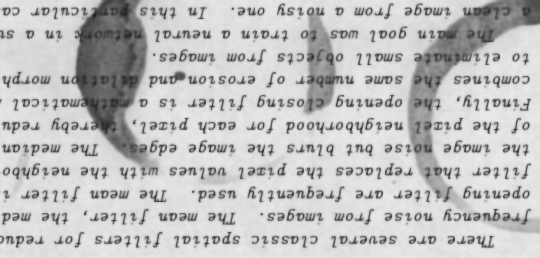 There are several classic spatial filters for reduc
frequency noise from images. The mean filter, the med
opening filter are frequently used. The mean filter i
filter that replaces the pixel values with the neighbo
the image noise but blurs the image edges. The median
of the pixel neighborhood for each pixel, thereby redu
Finally, the opening closing filter is a mathematical
combines the same number of erosion and dilation morph
to eliminate small objects from images.
The main goal was to train a neural network in a su
a clean image from a noisy one. In this particular ca